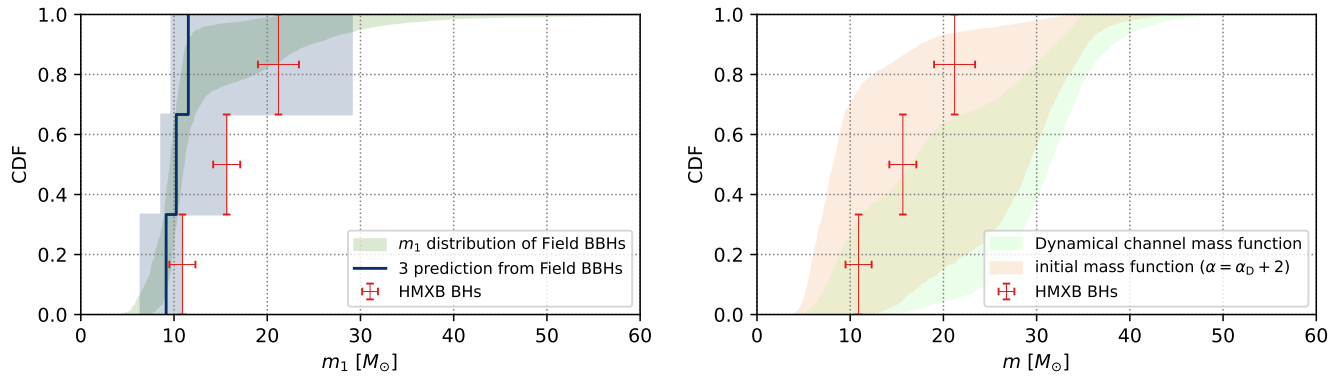 CDF
1.0
0.8
0.6
0.4
0.2
0.0
m₁ distribution of Field BBHs
3 prediction from Field BBHs
HMXB BHs
0 10 20 30 40 50 60
m₁ [M⊙]
CDF
1.0
0.8
0.6
0.4
0.2
0.0
Dynamical channel mass function
initial mass function (α = α_D + 2)
HMXB BHs
0 10 20 30 40 50 60
m [M⊙]